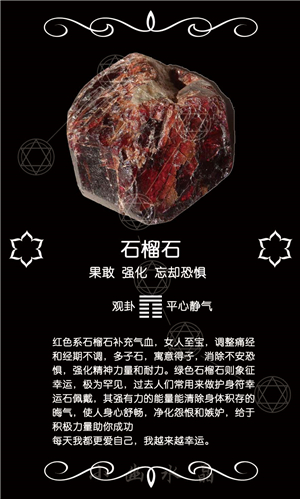 石榴石
果敢 强化 忘却恐惧
观卦 平心静气
红色系石榴石补充气血，女人至宝，调整痛经
和经期不调，多子石，寓意得子，消除不安恐
惧，强化精神力量和耐力。绿色石榴石则象征
幸运，极为罕见，过去人们常用来做护身符幸
运石佩戴，其强有力的能量能清除身体积存的
晦气，使人身心舒畅，净化怨恨和嫉妒，给于
积极力量助你成功
每天我都更爱自己，我越来越幸运。